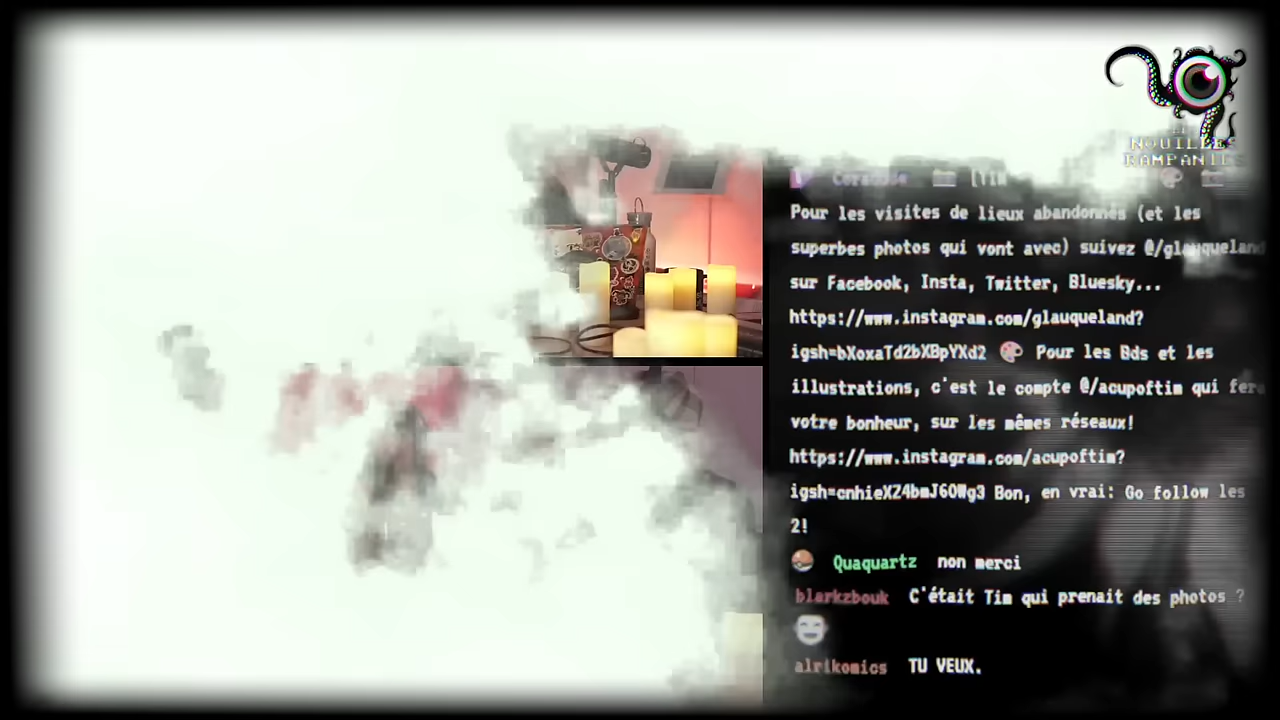 NOUILLES
RAMPANTES
Pour les visites de lieux abandonnés (et les
superbes photos qui vont avec) suivez @/glauqueland
sur Facebook, Insta, Twitter, Bluesky...
https://www.instagram.com/glauqueland?
igsh=bXoxaTd2bXBpYXd2 🎨 Pour les Bds et les
illustrations, c'est le compte @/acupoftim qui fera
votre bonheur, sur les mêmes réseaux!
https://www.instagram.com/acupoftim?
igsh=cnhieXZ4bmJ6OWg3 Bon, en vrai: Go follow les
2!
Quaquartz non merci
blarkzbouk C'était Tim qui prenait des photos ?
alrikomics TU VEUX.